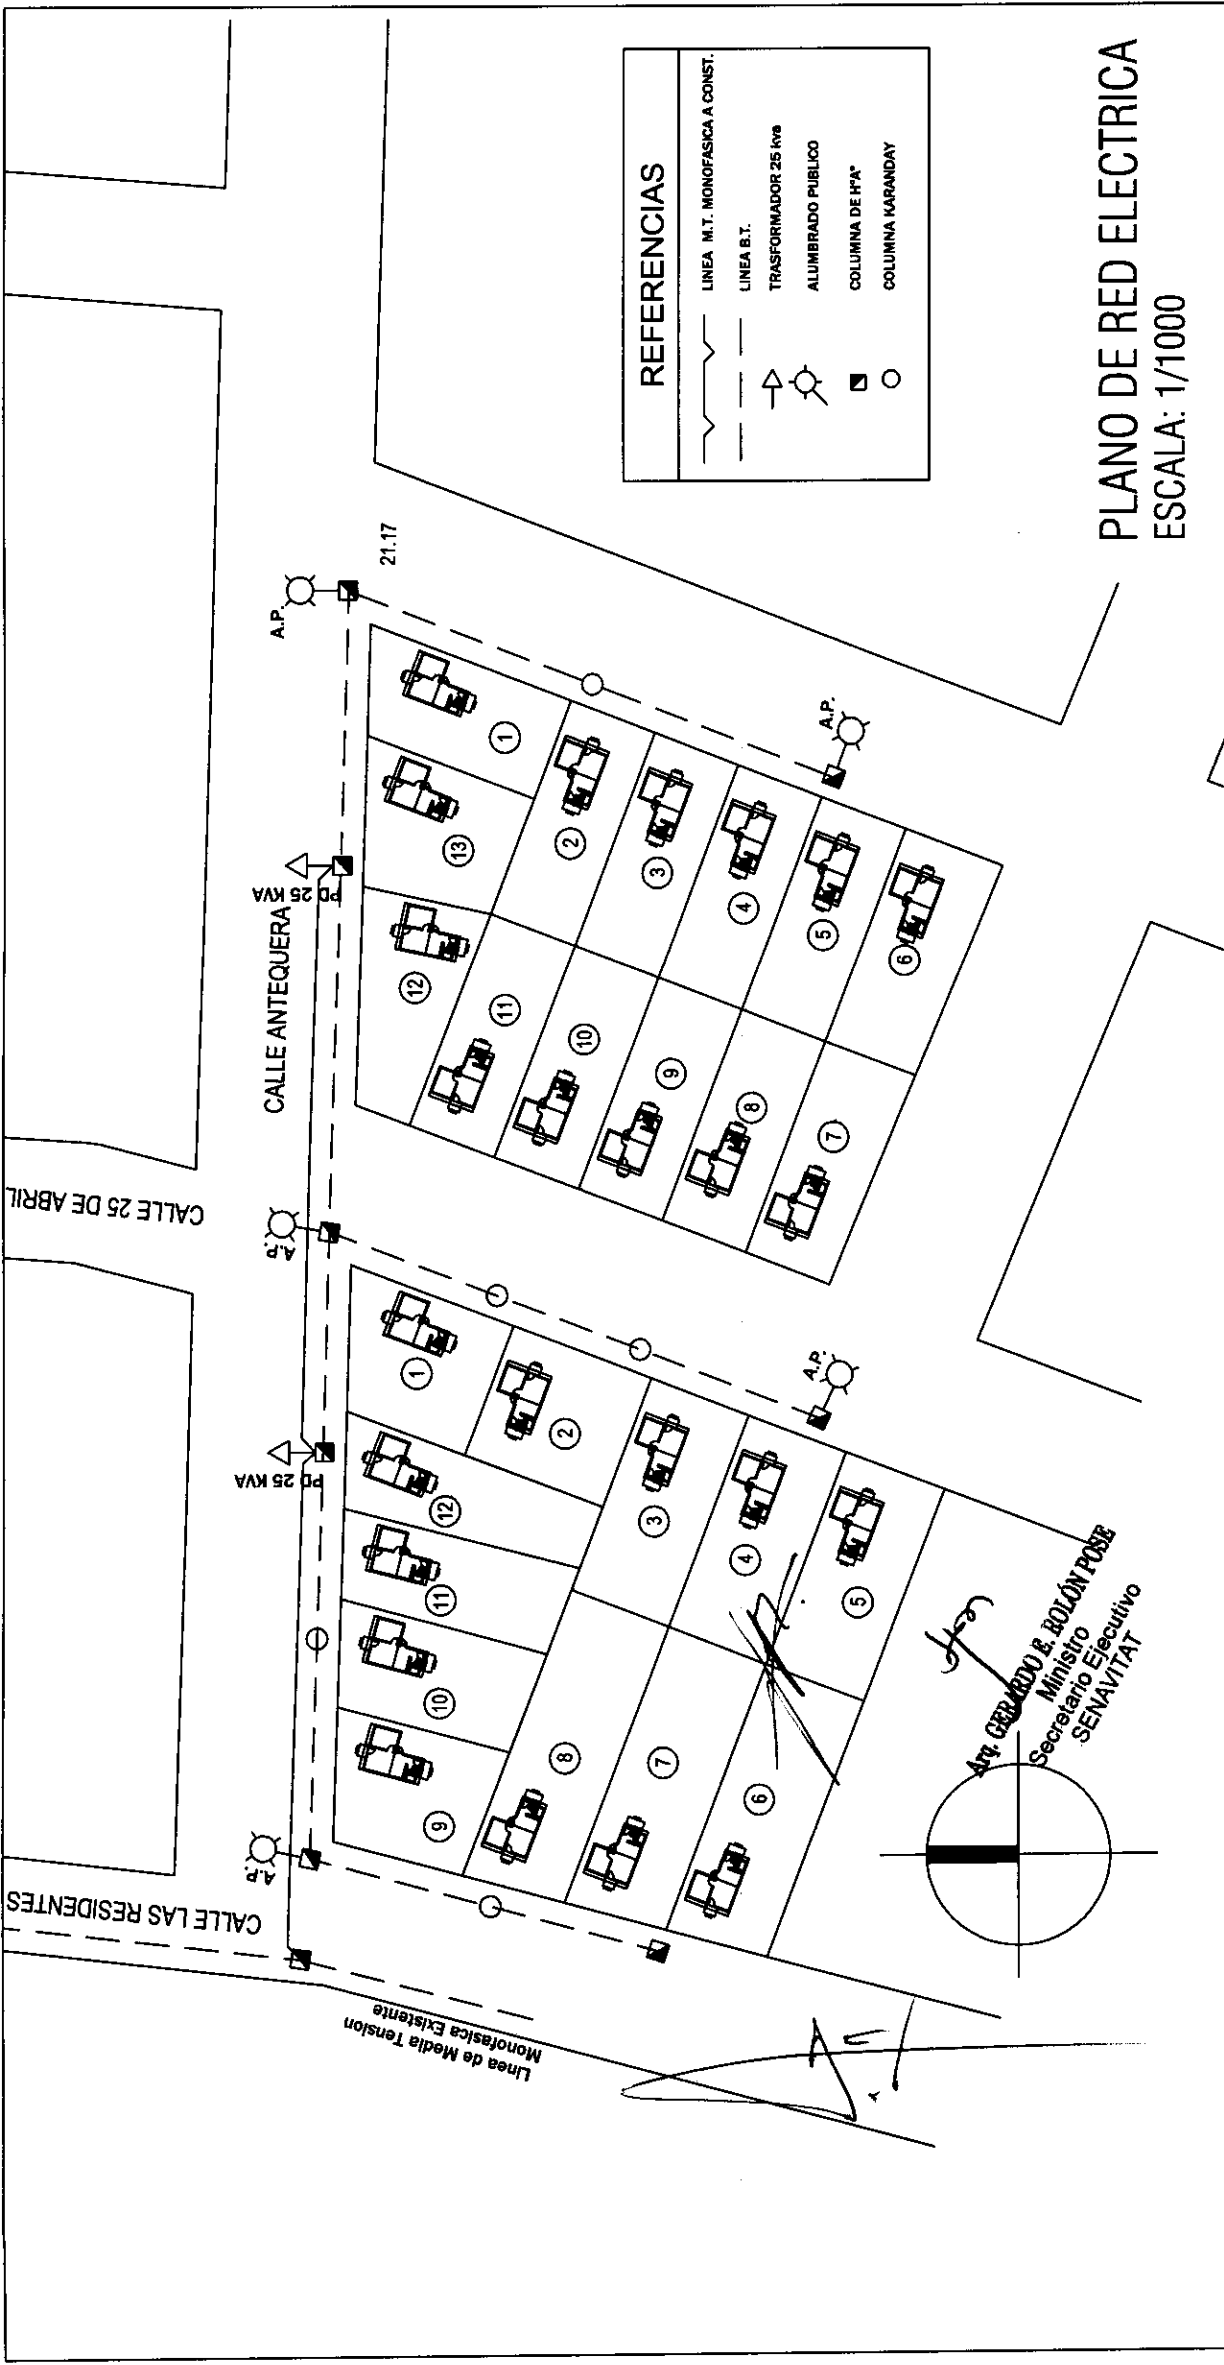 CALLE LAS RESIDENTES
CALLE 25 DE ABRIL
CALLE ANTEQUERA
A.P.
PD 25 KVA
A.P.
PD 25 KVA
A.P.
21.17
Linea de Media Tension
Monofasica Existente
9
10
11
12
1
8
2
7
3
6
4
5
A.P.
12
13
1
11
2
10
3
9
4
8
5
7
6
A.P.
REFERENCIAS
LINEA M.T. MONOFASICA A CONST.
LINEA B.T.
TRASFORMADOR 25 kva
ALUMBRADO PUBLICO
COLUMNA DE HºAº
COLUMNA KARANDAY
Arq. GERARDO E. ROLÓN POSE
Ministro
Secretario Ejecutivo
SENAVITAT
PLANO DE RED ELECTRICA
ESCALA: 1/1000